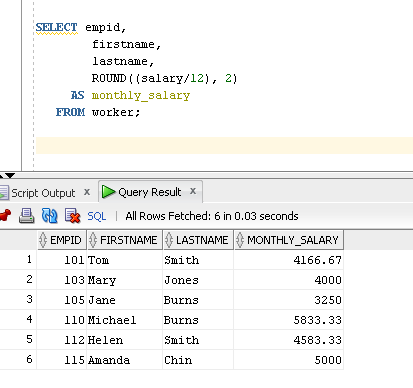 SELECT empid,
firstname,
lastname,
ROUND((salary/12), 2)
AS monthly_salary
FROM worker;
Script Output x Query Result x
SQL | All Rows Fetched: 6 in 0.03 seconds
EMPID FIRSTNAME LASTNAME MONTHLY_SALARY
1 101 Tom Smith 4166.67
2 103 Mary Jones 4000
3 105 Jane Burns 3250
4 110 Michael Burns 5833.33
5 112 Helen Smith 4583.33
6 115 Amanda Chin 5000